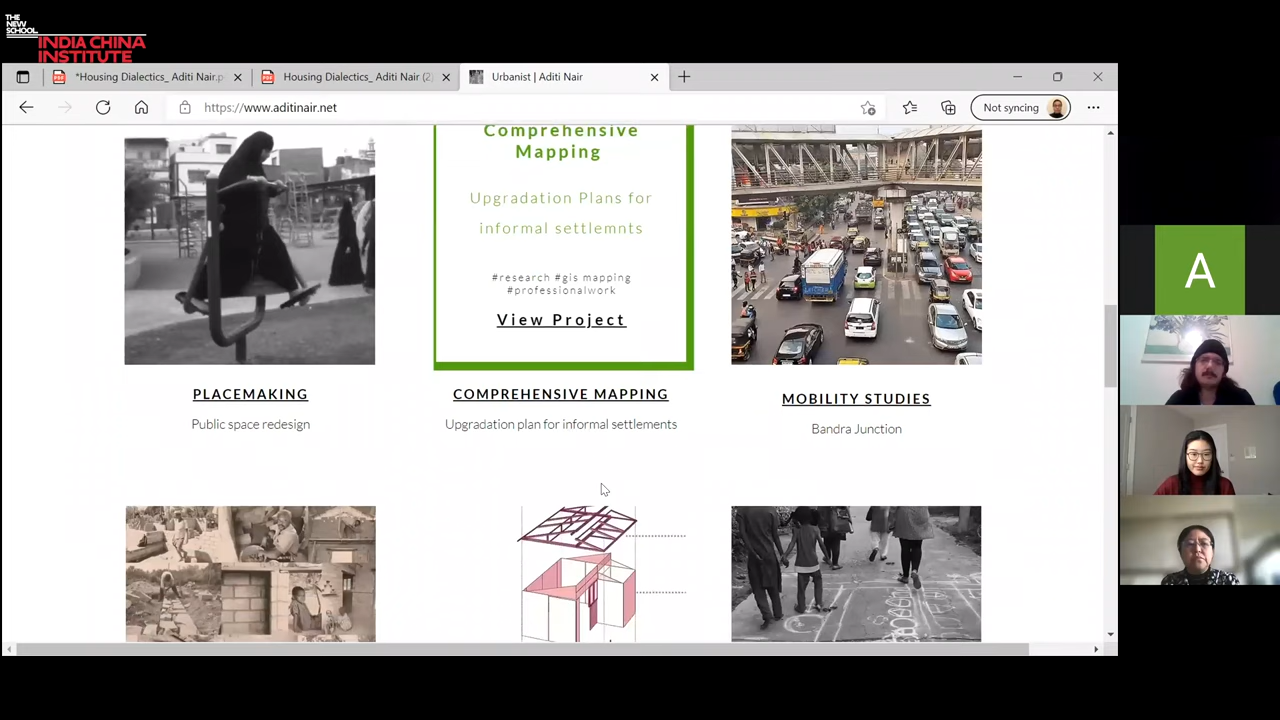 THE
NEW
SCHOOL
INDIA CHINA
INSTITUTE
*Housing Dialectics_ Aditi Nair.p
Housing Dialectics_ Aditi Nair (2
Urbanist | Aditi Nair
https://www.aditinair.net
Not syncing
Comprehensive
Mapping
Upgradation Plans for
informal settlemnts
#research #gis mapping
#professionalwork
View Project
PLACEMAKING
Public space redesign
COMPREHENSIVE MAPPING
Upgradation plan for informal settlements
MOBILITY STUDIES
Bandra Junction
A